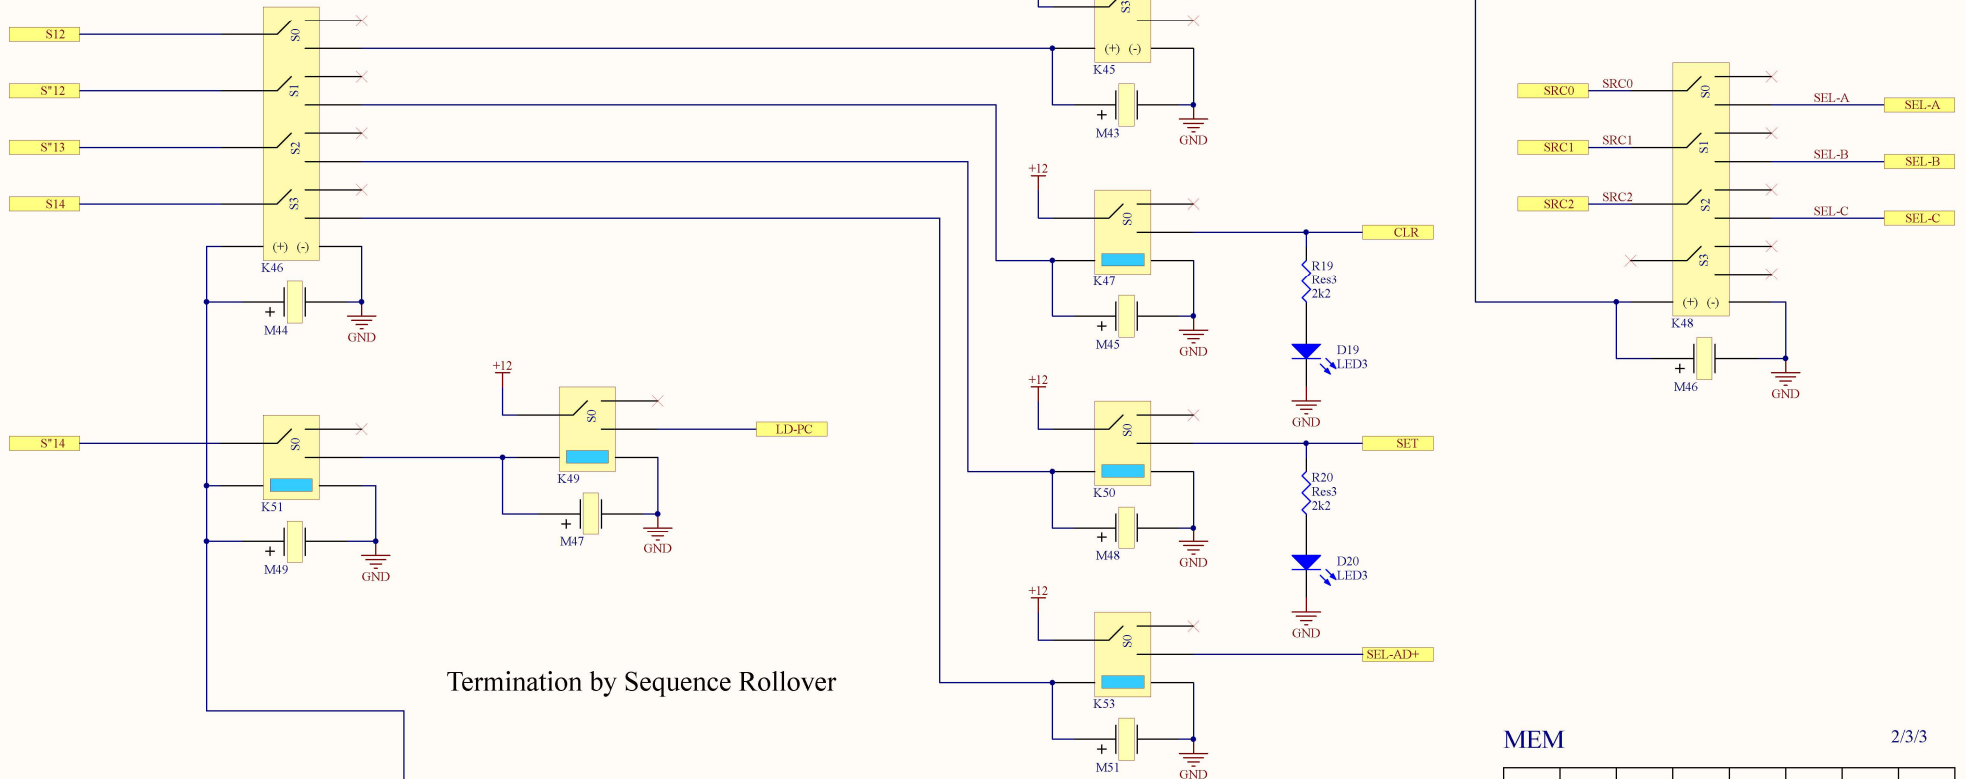 S12
S"12
S"13
S14
S0
S1
S2
S3
(+) (-)
K46
+
M44
GND
S"14
S0
K51
+
M49
GND
+12
S0
K49
+
M47
GND
LD-PC
Termination by Sequence Rollover
S3
(+) (-)
K45
+
M43
GND
+12
S0
K47
+
M45
GND
CLR
R19
Res3
2k2
D19
LED3
GND
+12
S0
K50
+
M48
GND
SET
R20
Res3
2k2
D20
LED3
GND
+12
S0
K53
+
M51
GND
SEL-AD+
SRC0 SRC0
SRC1 SRC1
SRC2 SRC2
S0
S1
S2
S3
(+) (-)
K48
+
M46
GND
SEL-A SEL-A
SEL-B SEL-B
SEL-C SEL-C
MEM 2/3/3